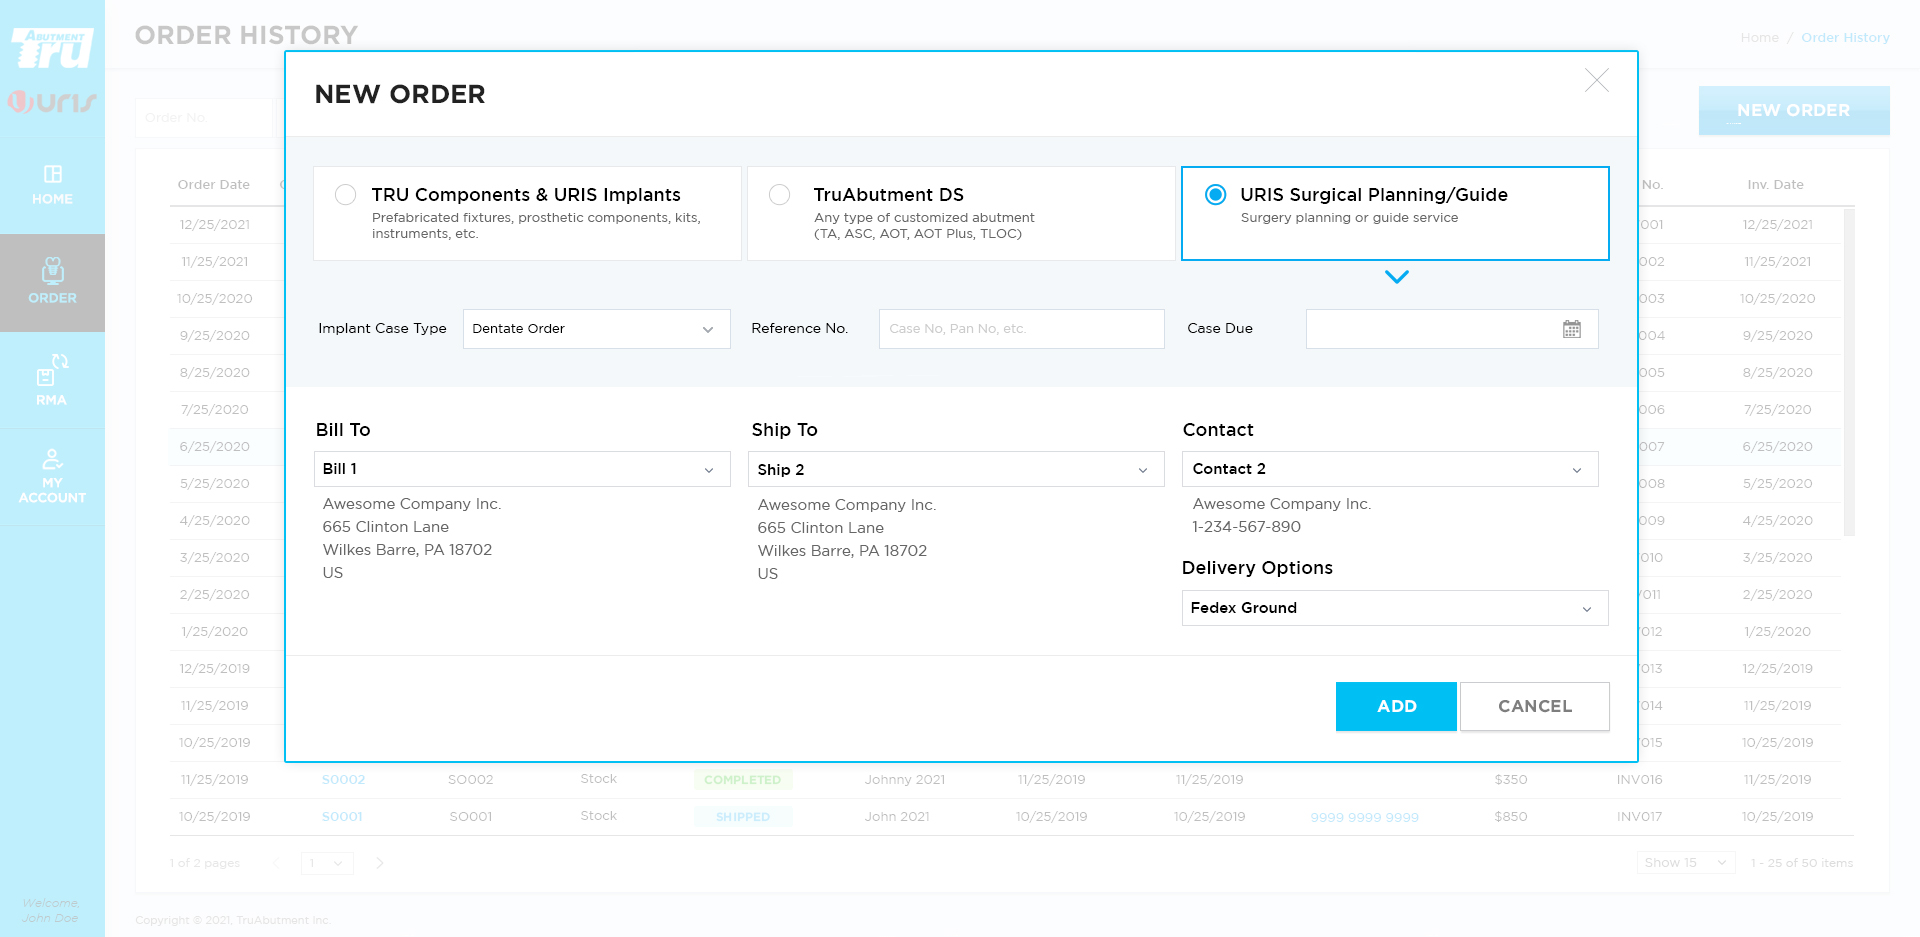 ABUTMENT
Tru
URIS
HOME
ORDER
RMA
MY
ACCOUNT
Welcome,
John Doe
ORDER HISTORY
Home / Order History
Order No
NEW ORDER
Order Date
No.
Inv. Date
12/25/2021
001
12/25/2021
11/25/2021
002
11/25/2021
10/25/2020
003
10/25/2020
9/25/2020
004
9/25/2020
8/25/2020
005
8/25/2020
7/25/2020
006
7/25/2020
6/25/2020
007
6/25/2020
5/25/2020
008
5/25/2020
4/25/2020
009
4/25/2020
3/25/2020
010
3/25/2020
2/25/2020
011
2/25/2020
1/25/2020
012
1/25/2020
12/25/2019
013
12/25/2019
11/25/2019
014
11/25/2019
10/25/2019
015
10/25/2019
11/25/2019 S0002 SO002 Stock COMPLETED Johnny 2021 11/25/2019 11/25/2019 $350 INV016 11/25/2019
10/25/2019 S0001 SO001 Stock SHIPPED John 2021 10/25/2019 10/25/2019 9999 9999 9999 $850 INV017 10/25/2019
1 of 2 pages 1 Show 15 1 - 25 of 50 items
Copyright © 2021, TruAbutment Inc.
NEW ORDER
TRU Components & URIS Implants
Prefabricated fixtures, prosthetic components, kits,
instruments, etc.
TruAbutment DS
Any type of customized abutment
(TA, ASC, AOT, AOT Plus, TLOC)
URIS Surgical Planning/Guide
Surgery planning or guide service
Implant Case Type Dentate Order
Reference No. Case No, Pan No, etc.
Case Due
Bill To
Bill 1
Awesome Company Inc.
665 Clinton Lane
Wilkes Barre, PA 18702
US
Ship To
Ship 2
Awesome Company Inc.
665 Clinton Lane
Wilkes Barre, PA 18702
US
Contact
Contact 2
Awesome Company Inc.
1-234-567-890
Delivery Options
Fedex Ground
ADD
CANCEL